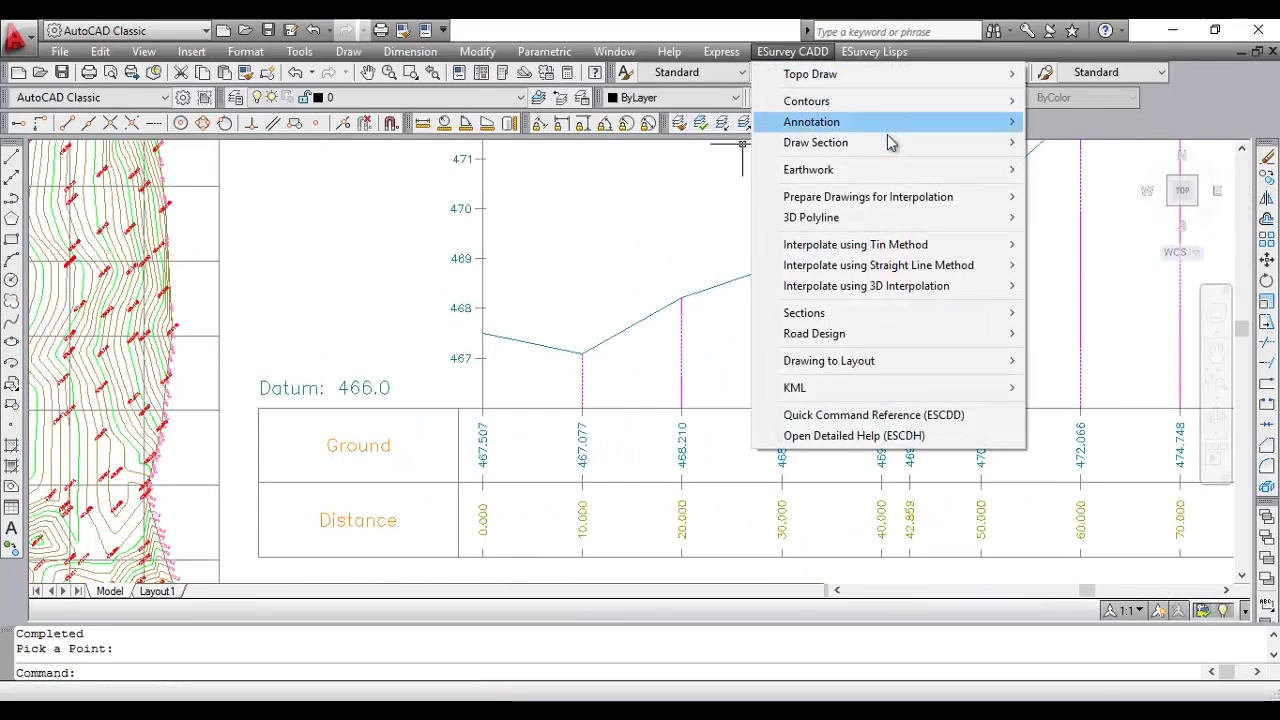 AutoCAD Classic
Type a keyword or phrase
File Edit View Insert Format Tools Draw Dimension Modify Parametric Window Help Express ESurvey CADD ESurvey Lisps
Standard
Standard
AutoCAD Classic
0
ByLayer
ByColor
Topo Draw
Contours
Annotation
Draw Section
Earthwork
Prepare Drawings for Interpolation
3D Polyline
Interpolate using Tin Method
Interpolate using Straight Line Method
Interpolate using 3D Interpolation
Sections
Road Design
Drawing to Layout
KML
Quick Command Reference (ESCDD)
Open Detailed Help (ESCDH)
N
W TOP E
WCS
471
470
469
468
467
Datum: 466.0
Ground
467.507 467.077 468.210 472.066 474.748
Distance
0.000 10.000 20.000 30.000 40.000 42.859 50.000 60.000 70.000
Model Layout1
1:1
Completed
Pick a Point:
Command: